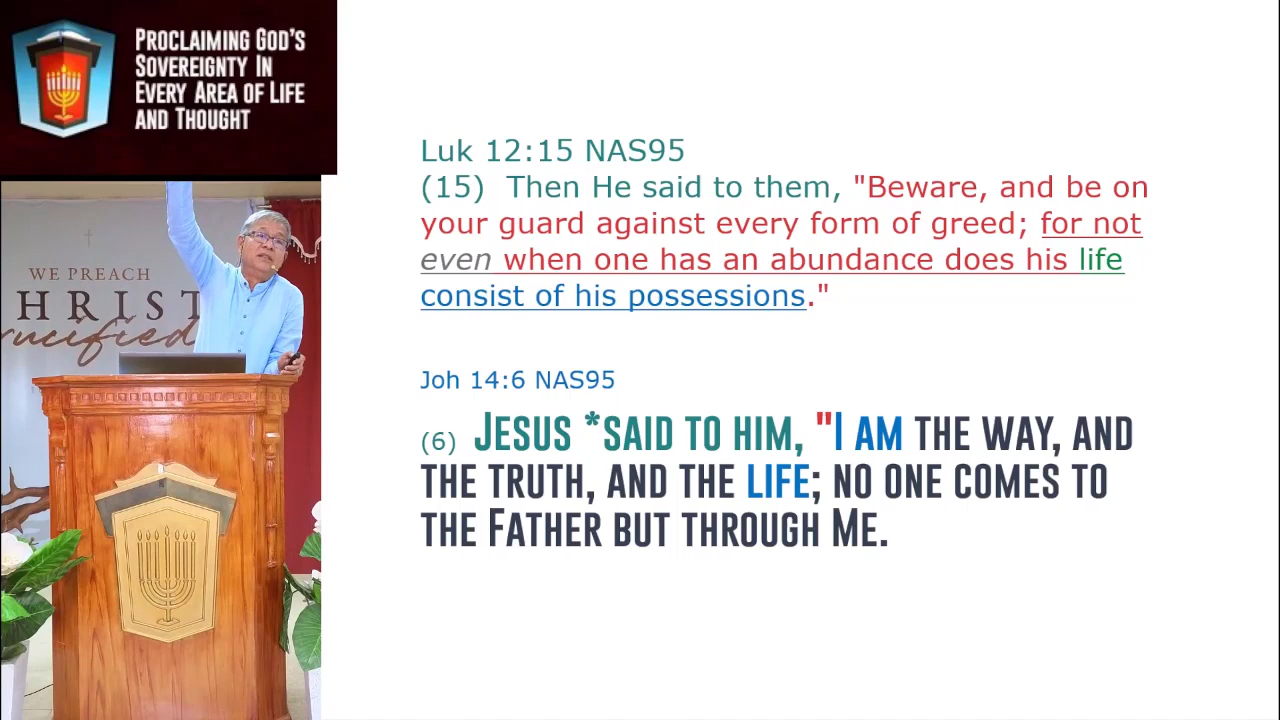 PROCLAIMING GOD'S
SOVEREIGNTY IN
EVERY AREA OF LIFE
AND THOUGHT
WE PREACH
HRIST
rucified
Luk 12:15 NAS95
(15) Then He said to them, "Beware, and be on
your guard against every form of greed; for not
even when one has an abundance does his life
consist of his possessions."
Joh 14:6 NAS95
(6) JESUS *SAID TO HIM, "I AM THE WAY, AND
THE TRUTH, AND THE LIFE; NO ONE COMES TO
THE FATHER BUT THROUGH ME.